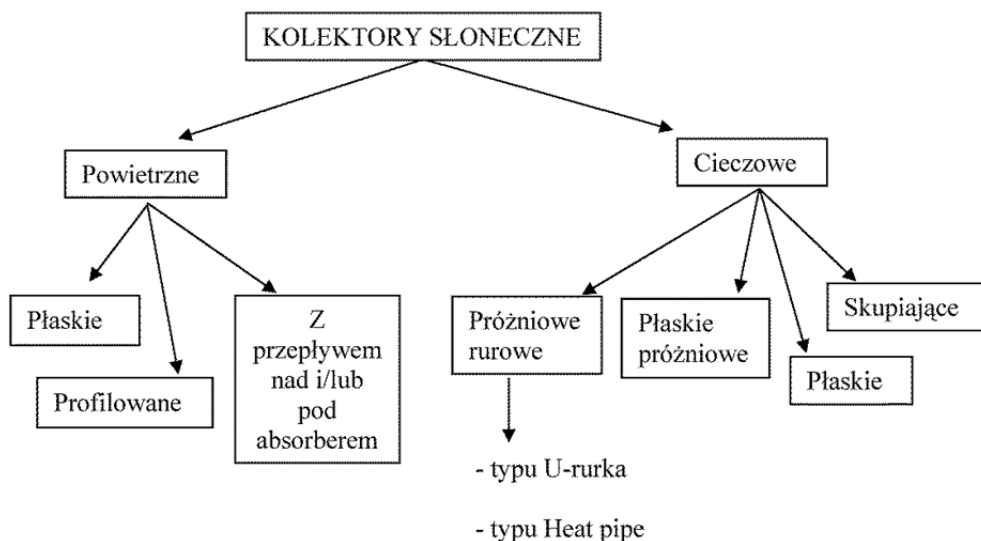 KOLEKTORY SŁONECZNE
Powietrzne
Cieczowe
Płaskie
Profilowane
Z
przepływem
nad i/lub
pod
absorberem
Próżniowe
rurowe
Płaskie
próżniowe
Płaskie
Skupiające
- typu U-rurka
- typu Heat pipe